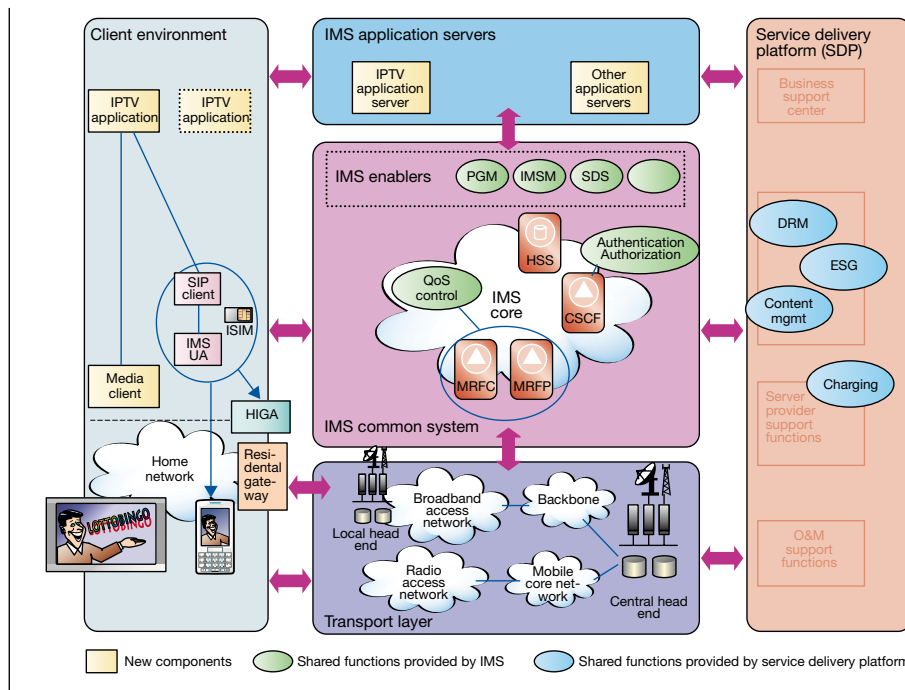 Client environment
IPTV
application
IPTV
application
SIP
client
ISIM
IMS
UA
Media
client
HIGA
Home
network
Resi-
dental
gate-
way
LOTTOBINGO
IMS application servers
IPTV
application
server
Other
application
servers
IMS enablers
PGM
IMSM
SDS
HSS
Authentication
Authorization
QoS
control
IMS
core
CSCF
MRFC
MRFP
IMS common system
Local head
end
Broadband
access
network
Backbone
Radio
access
network
Mobile
core net-
work
Central head
end
Transport layer
Service delivery
platform (SDP)
Business
support
center
DRM
ESG
Content
mgmt
Charging
Server
provider
support
functions
O&M
support
functions
New components
Shared functions provided by IMS
Shared functions provided by service delivery platform